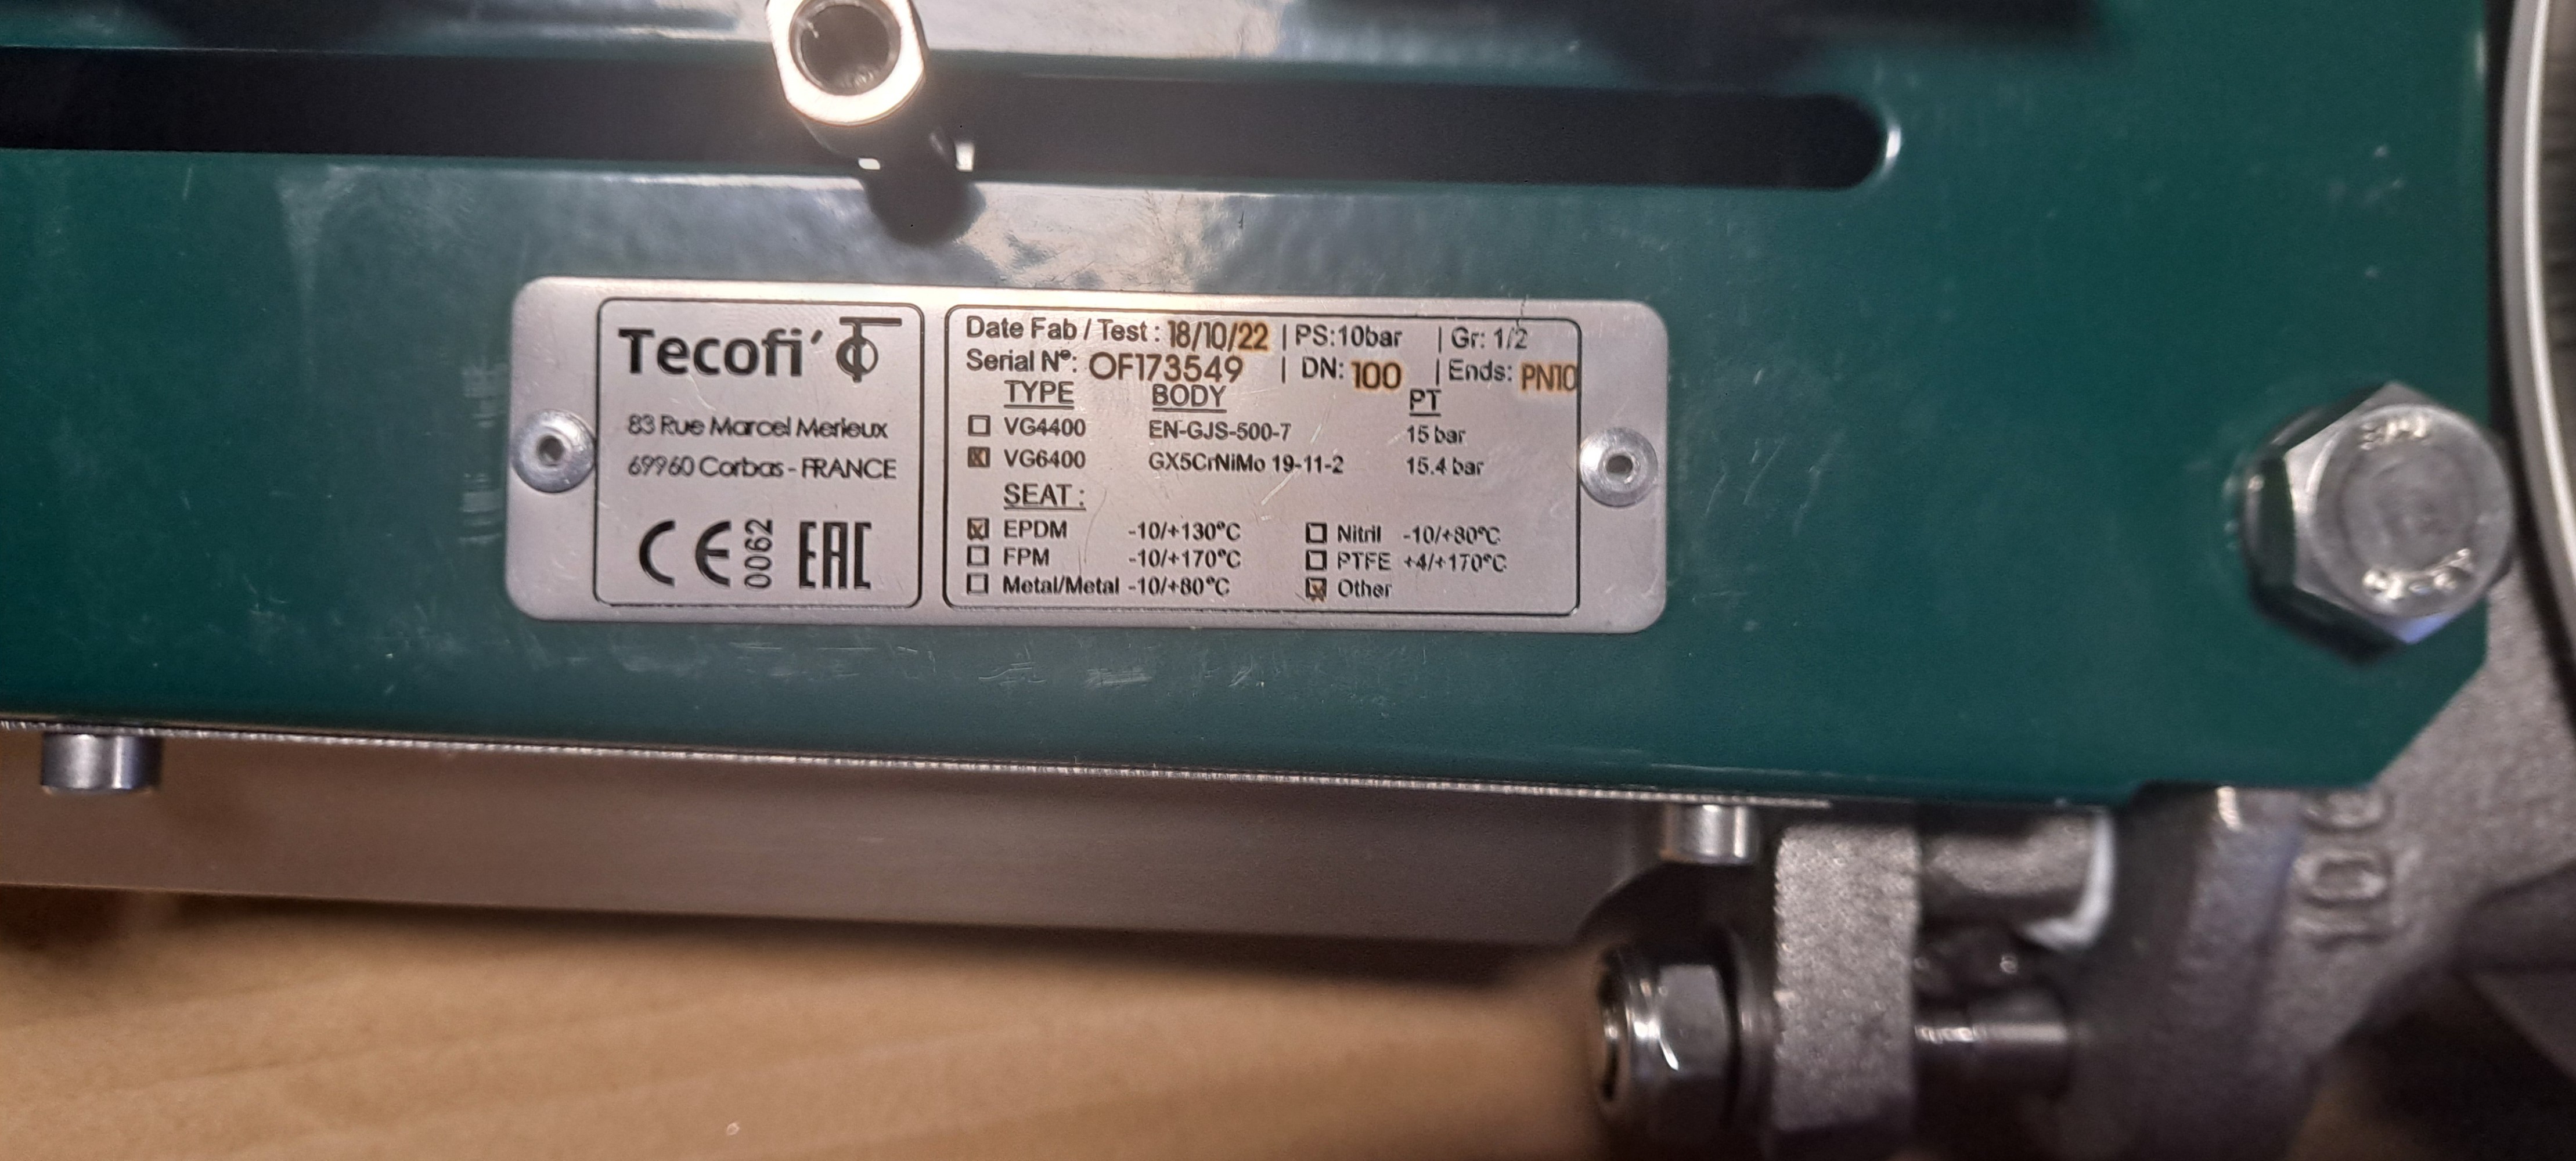 Tecofi'
83 Rue Marcel Merieux
69960 Corbas - FRANCE
CE 0062 EAC
Date Fab / Test : 18/10/22 | PS:10bar | Gr: 1/2
Serial N°: OF173549 | DN: 100 | Ends: PN10
TYPE BODY PT
☐ VG4400 EN-GJS-500-7 15 bar
☒ VG6400 GX5CrNiMo 19-11-2 15.4 bar
SEAT :
☒ EPDM -10/+130°C ☐ Nitril -10/+80°C
☐ FPM -10/+170°C ☐ PTFE +4/+170°C
☐ Metal/Metal -10/+80°C ☒ Other